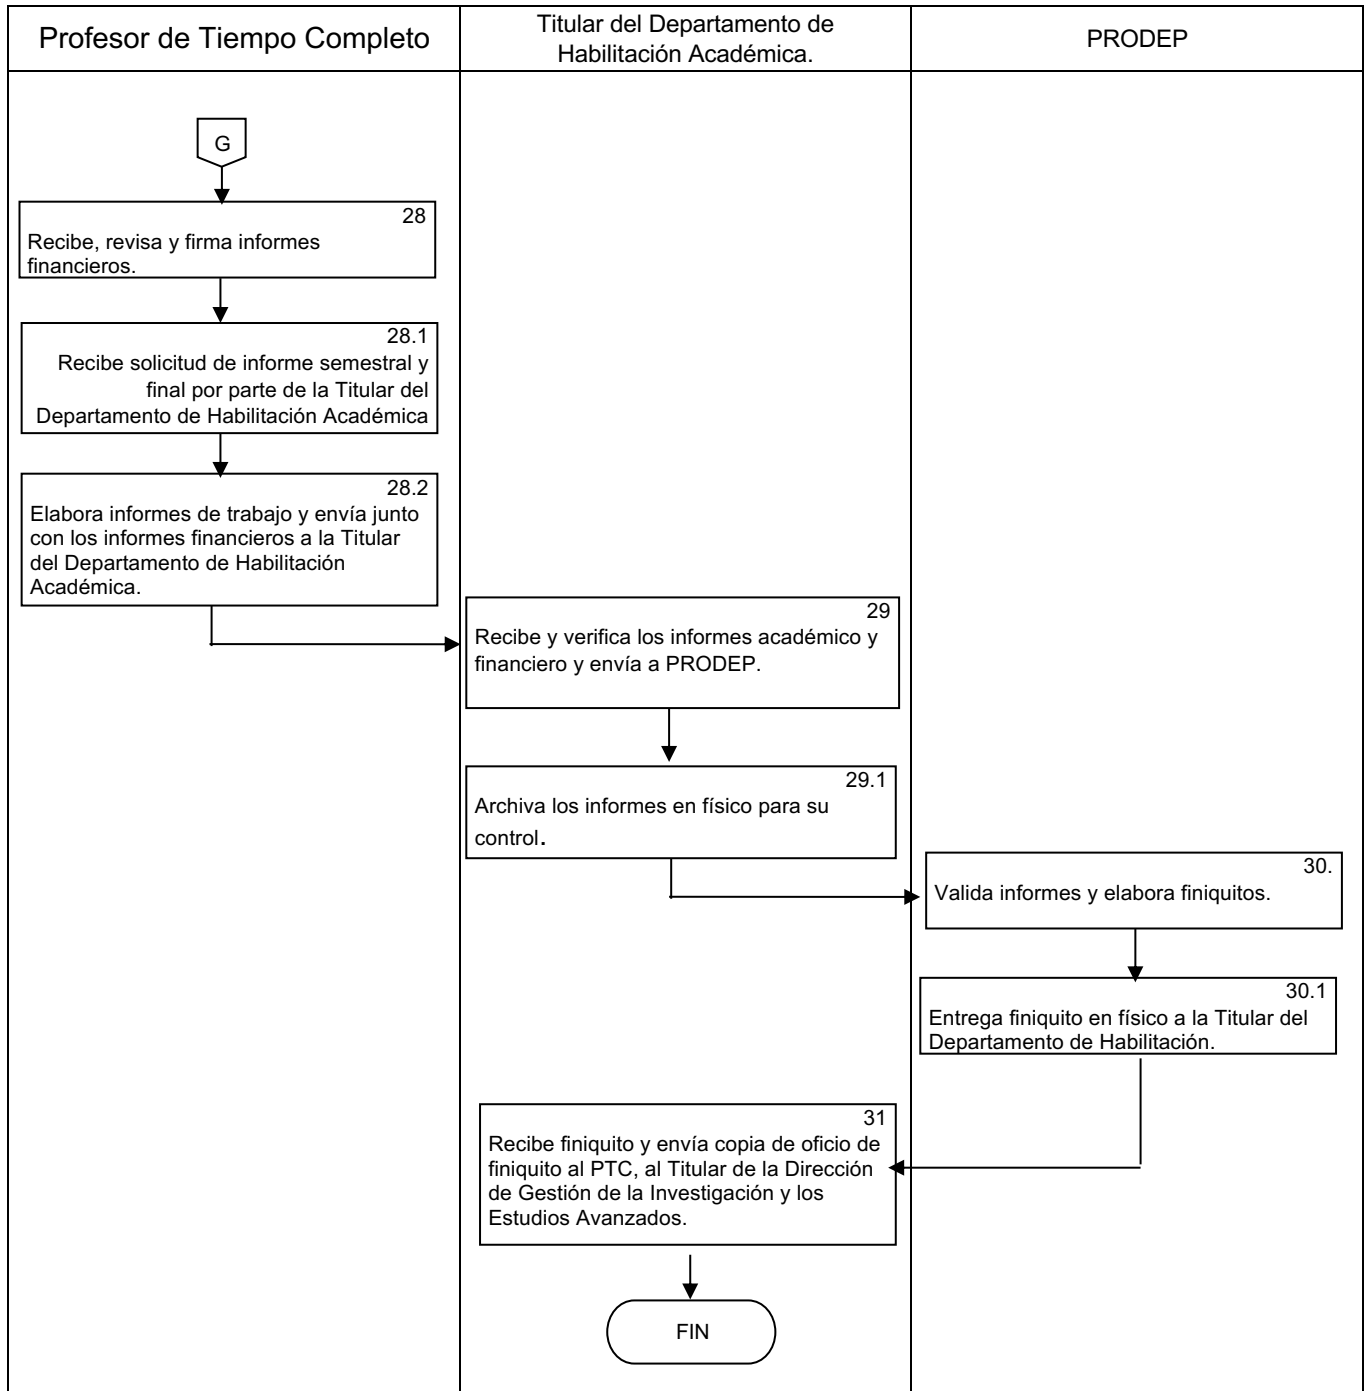 Profesor de Tiempo Completo
Titular del Departamento de
Habilitación Académica.
PRODEP
G
28
Recibe, revisa y firma informes
financieros.
28.1
Recibe solicitud de informe semestral y
final por parte de la Titular del
Departamento de Habilitación Académica
28.2
Elabora informes de trabajo y envía junto
con los informes financieros a la Titular
del Departamento de Habilitación
Académica.
29
Recibe y verifica los informes académico y
financiero y envía a PRODEP.
29.1
Archiva los informes en físico para su
control.
30.
Valida informes y elabora finiquitos.
30.1
Entrega finiquito en físico a la Titular del
Departamento de Habilitación.
31
Recibe finiquito y envía copia de oficio de
finiquito al PTC, al Titular de la Dirección
de Gestión de la Investigación y los
Estudios Avanzados.
FIN